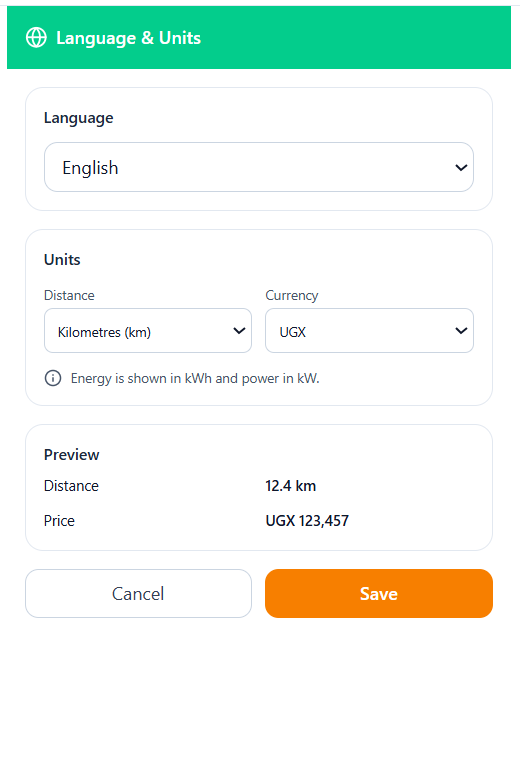 Language & Units
Language
English
Units
Distance Currency
Kilometres (km) UGX
Energy is shown in kWh and power in kW.
Preview
Distance 12.4 km
Price UGX 123,457
Cancel Save